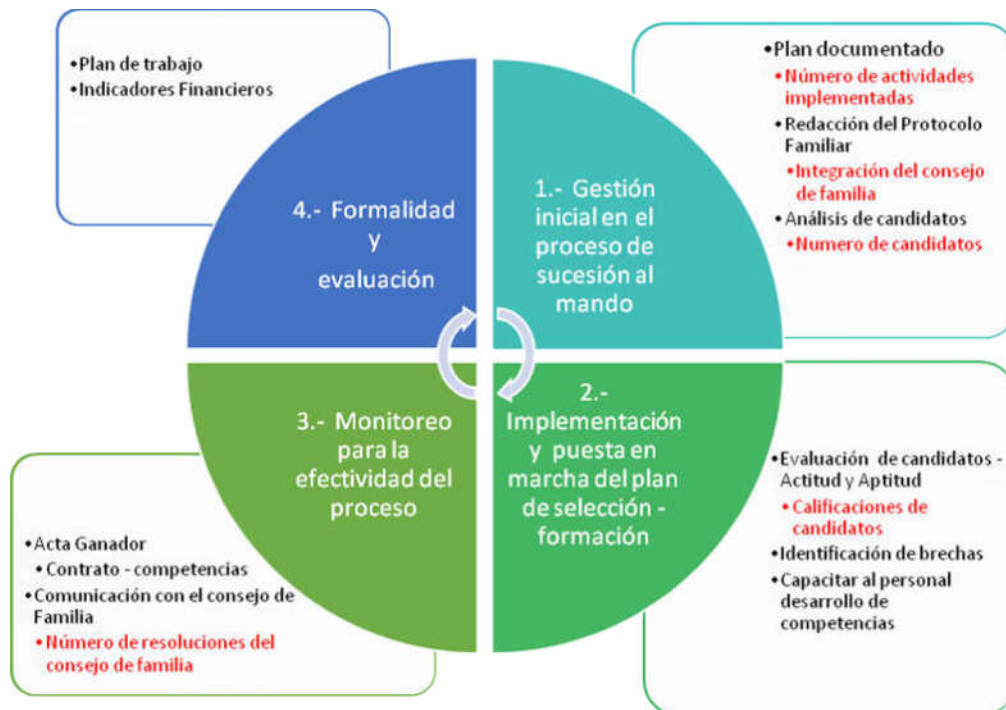 •Plan de trabajo
•Indicadores Financieros
4.- Formalidad
y
evaluación
1.- Gestión
inicial en el
proceso de
sucesión al
mando
•Plan documentado
•Número de actividades
implementadas
•Redacción del Protocolo
Familiar
•Integración del consejo
de familia
•Análisis de candidatos
•Numero de candidatos
3.- Monitoreo
para la
efectividad del
proceso
2.-
Implementación
y puesta en
marcha del plan
de selección -
formación
•Acta Ganador
•Contrato - competencias
•Comunicación con el consejo de
Familia
•Número de resoluciones del
consejo de familia
•Evaluación de candidatos -
Actitud y Aptitud
•Calificaciones de
candidatos
•Identificación de brechas
•Capacitar al personal
desarrollo de
competencias